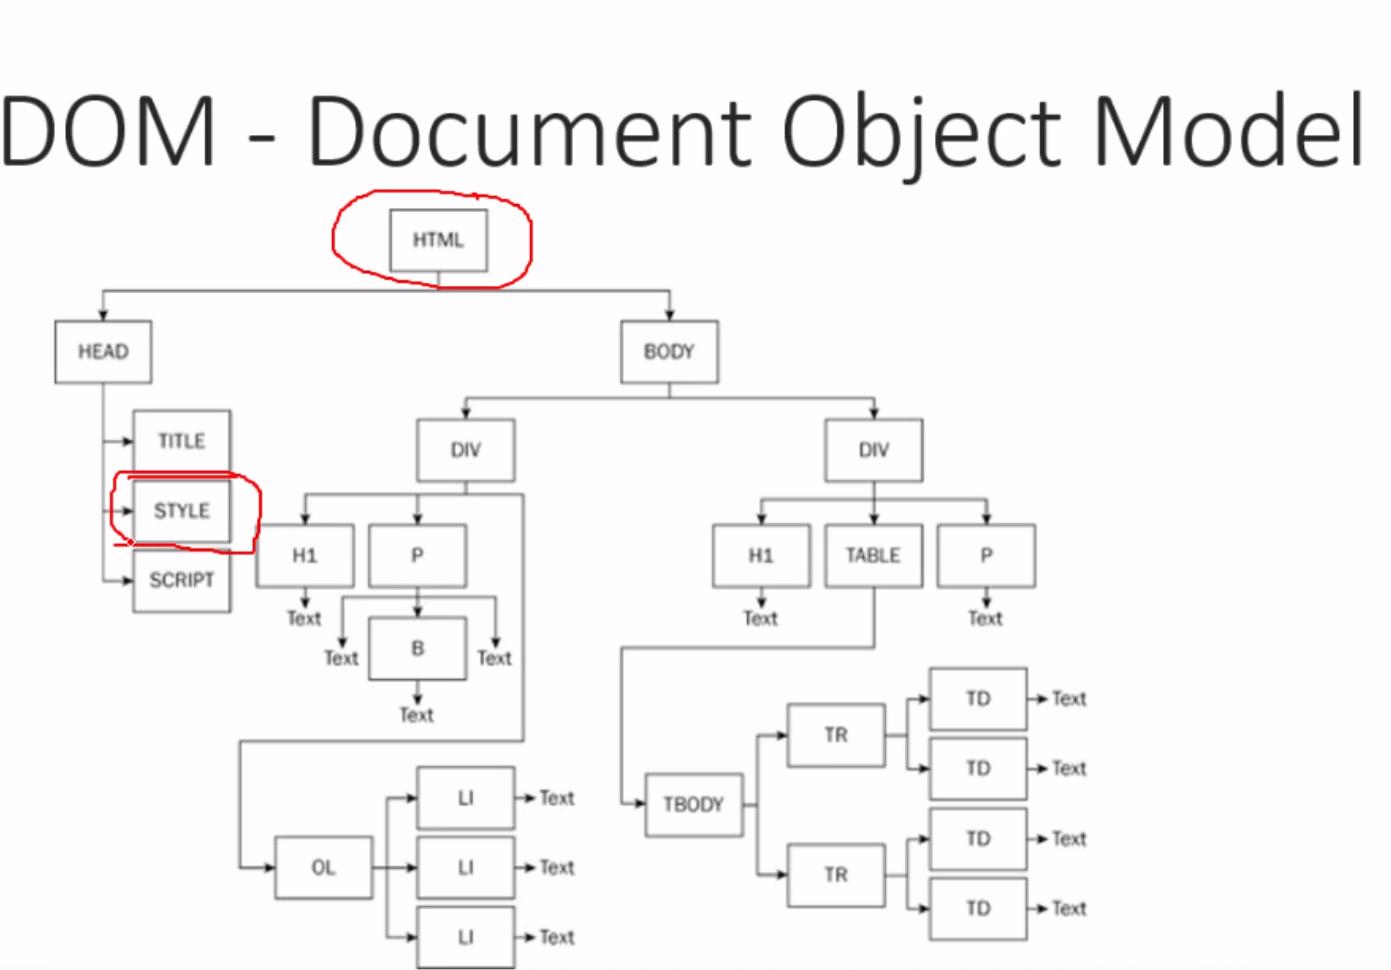 DOM - Document Object Model
HTML
HEAD
BODY
TITLE
STYLE
SCRIPT
DIV
DIV
H1
P
Text
Text
B
Text
Text
OL
LI
Text
LI
Text
LI
Text
H1
TABLE
P
Text
Text
TBODY
TR
TD
Text
TD
Text
TR
TD
Text
TD
Text